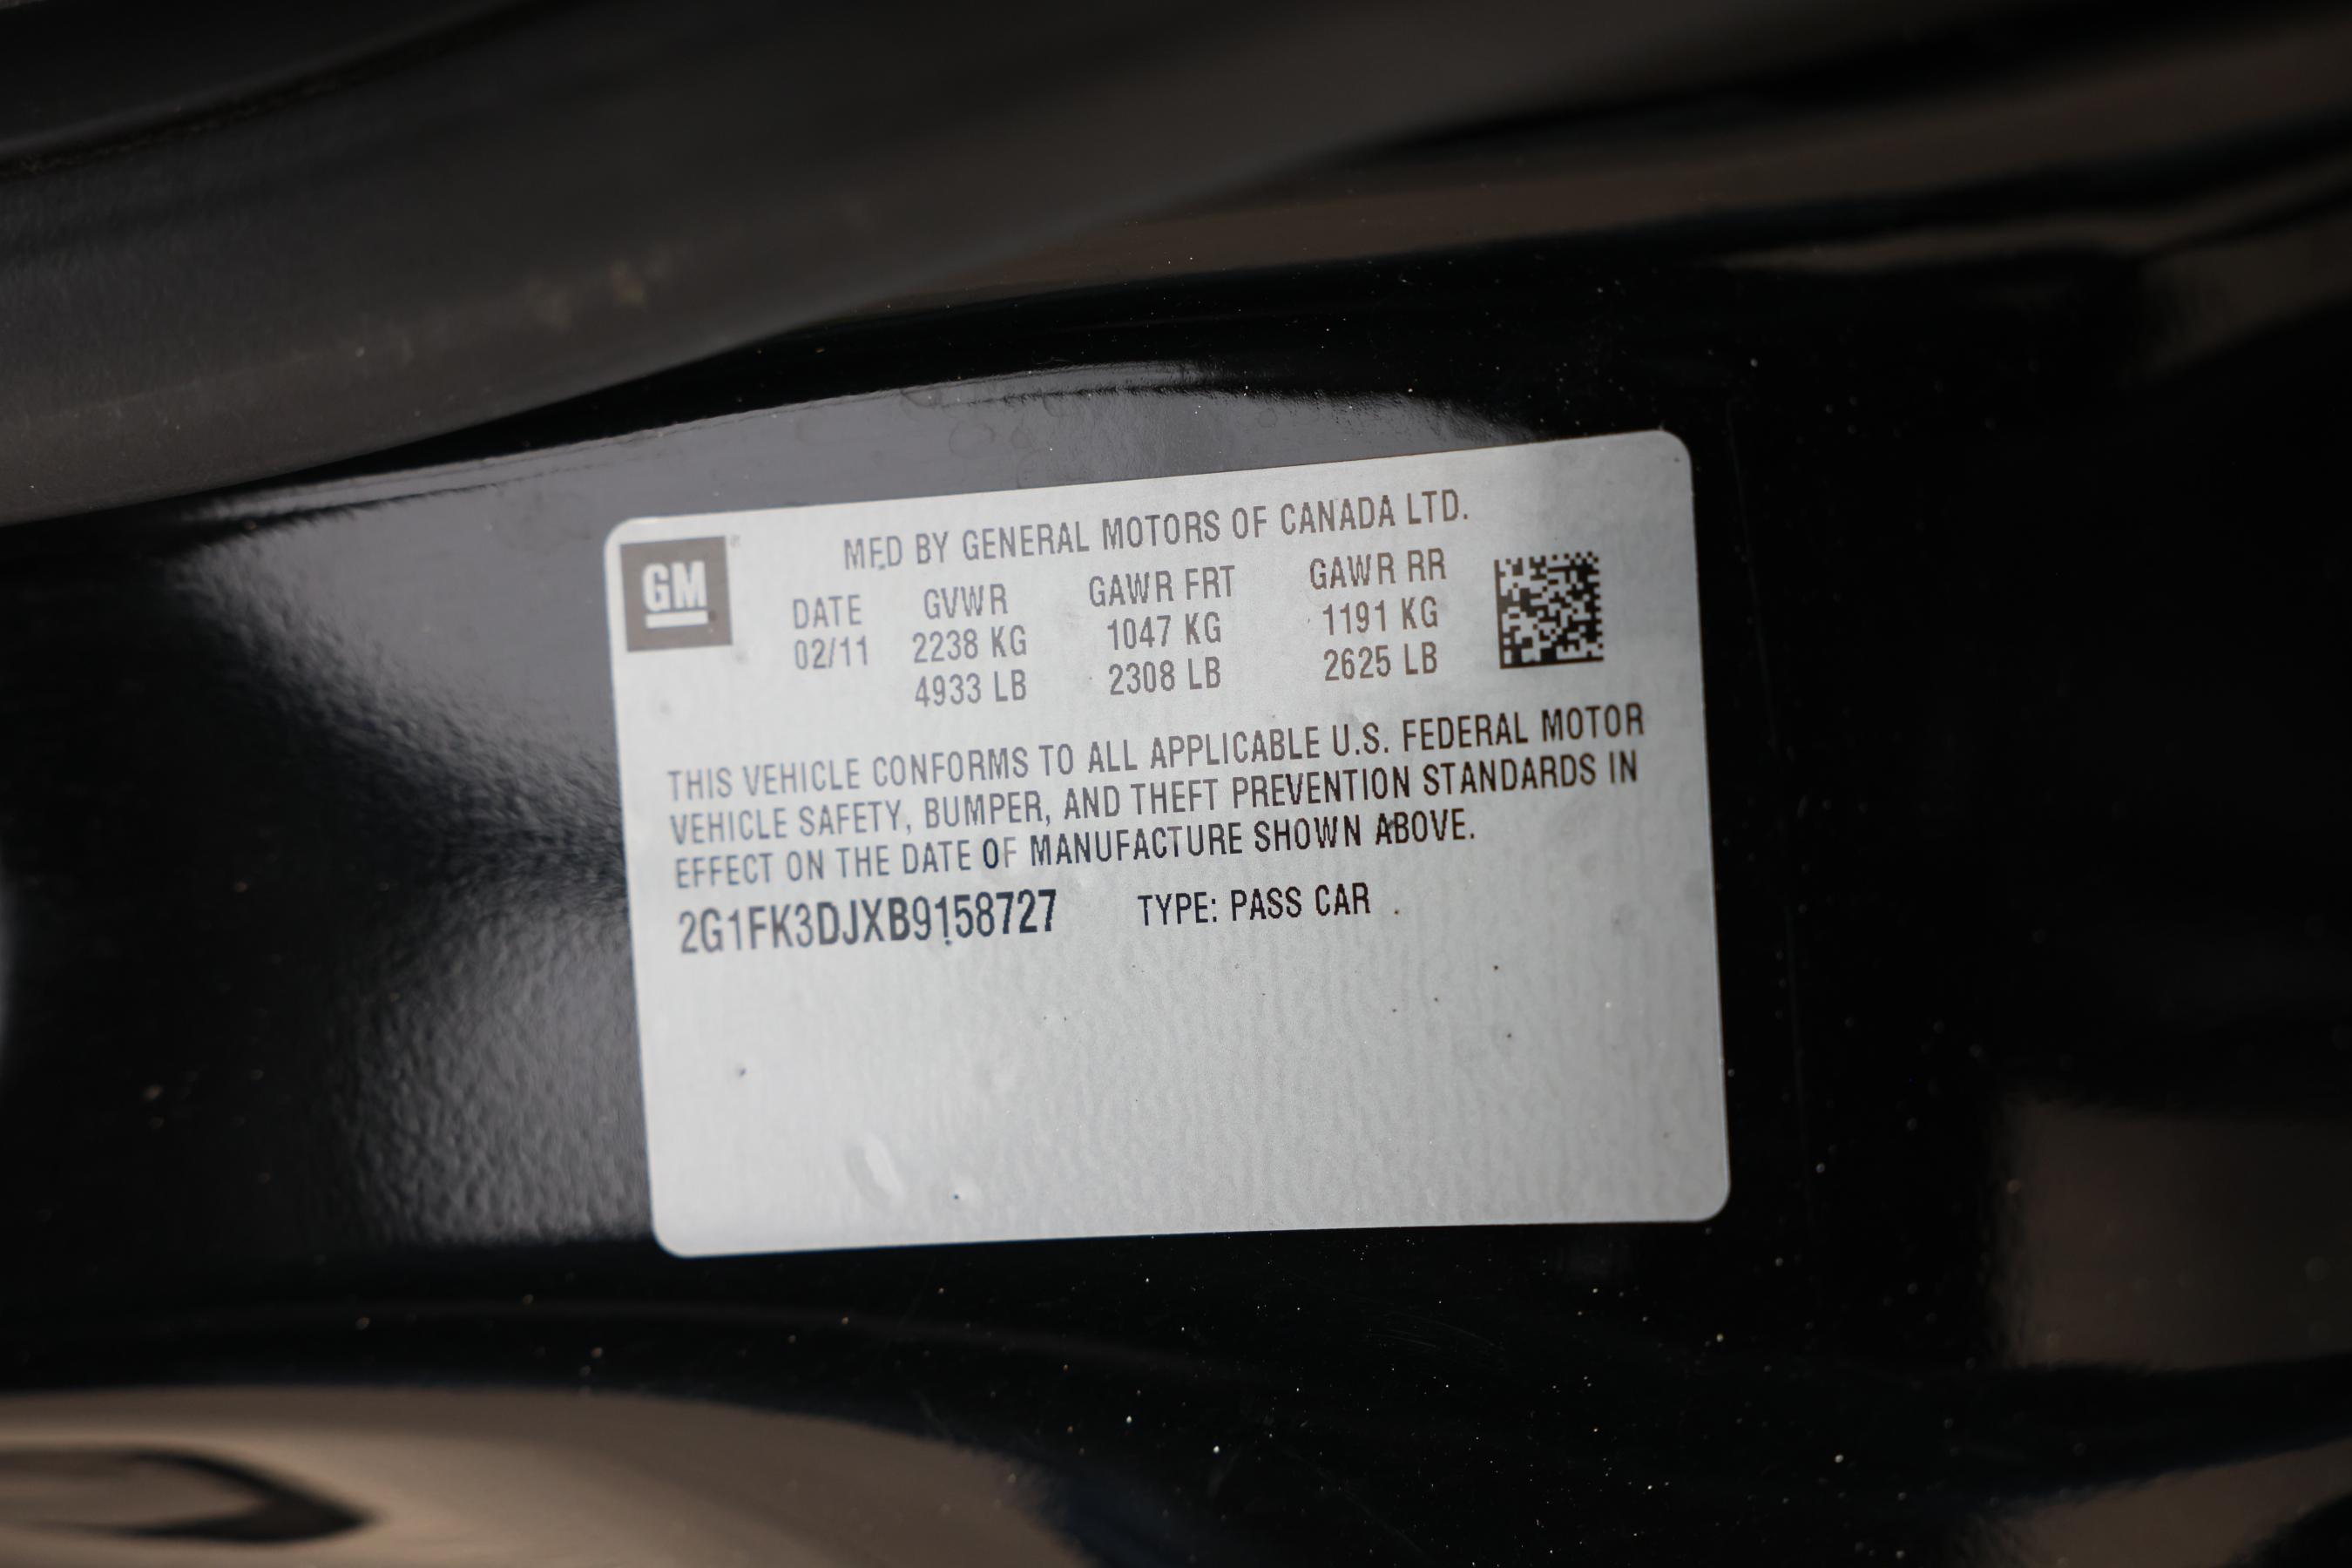 GM
MFD BY GENERAL MOTORS OF CANADA LTD.
DATE GVWR GAWR FRT GAWR RR
02/11 2238 KG 1047 KG 1191 KG
4933 LB 2308 LB 2625 LB
THIS VEHICLE CONFORMS TO ALL APPLICABLE U.S. FEDERAL MOTOR
VEHICLE SAFETY, BUMPER, AND THEFT PREVENTION STANDARDS IN
EFFECT ON THE DATE OF MANUFACTURE SHOWN ABOVE.
2G1FK3DJXB9158727 TYPE: PASS CAR